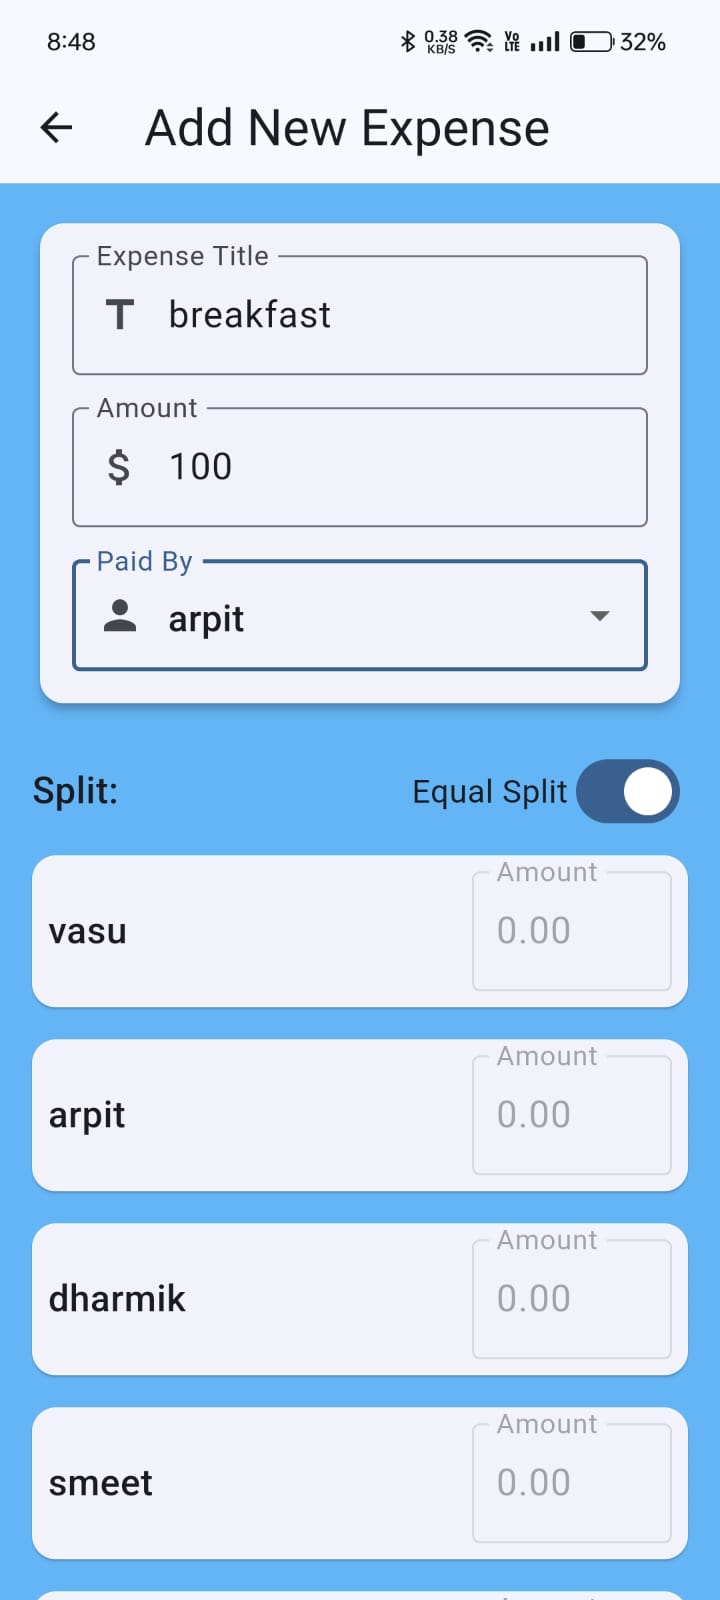 8:48 0.38 KB/S Vo LTE 32%
Add New Expense
Expense Title
T breakfast
Amount
$ 100
Paid By
arpit
Split: Equal Split
Amount
vasu 0.00
Amount
arpit 0.00
Amount
dharmik 0.00
Amount
smeet 0.00